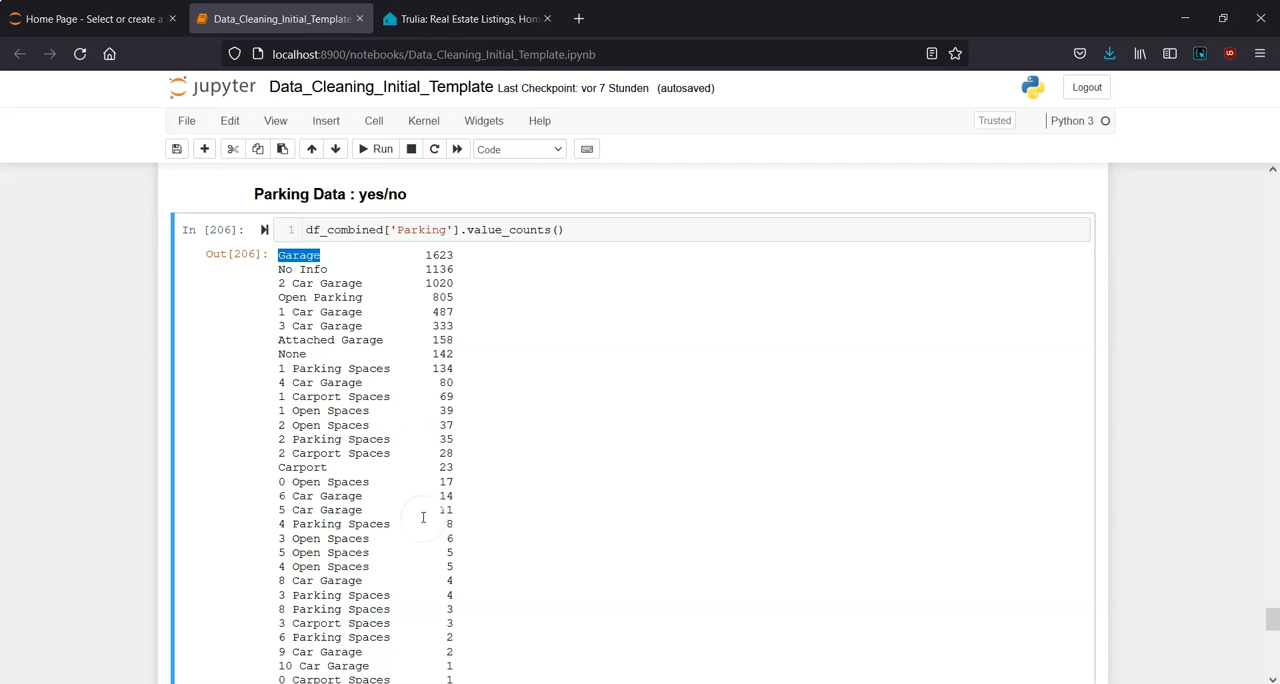 Home Page - Select or create a
Data_Cleaning_Initial_Template
Trulia: Real Estate Listings, Hom
localhost:8900/notebooks/Data_Cleaning_Initial_Template.ipynb
jupyter Data_Cleaning_Initial_Template Last Checkpoint: vor 7 Stunden (autosaved)
Logout
File Edit View Insert Cell Kernel Widgets Help
Trusted Python 3
Run Code
Parking Data : yes/no
In [206]: 1 df_combined['Parking'].value_counts()
Out[206]: Garage 1623
No Info 1136
2 Car Garage 1020
Open Parking 805
1 Car Garage 487
3 Car Garage 333
Attached Garage 158
None 142
1 Parking Spaces 134
4 Car Garage 80
1 Carport Spaces 69
1 Open Spaces 39
2 Open Spaces 37
2 Parking Spaces 35
2 Carport Spaces 28
Carport 23
0 Open Spaces 17
6 Car Garage 14
5 Car Garage 11
4 Parking Spaces 8
3 Open Spaces 6
5 Open Spaces 5
4 Open Spaces 5
8 Car Garage 4
3 Parking Spaces 4
8 Parking Spaces 3
3 Carport Spaces 3
6 Parking Spaces 2
9 Car Garage 2
10 Car Garage 1
0 Carport Spaces 1